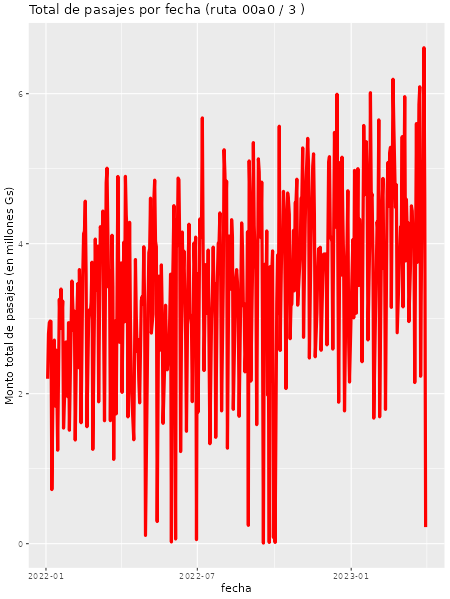 Total de pasajes por fecha (ruta 00a0 / 3 )
Monto total de pasajes (en millones Gs)
6
4
2
0
2022-01
2022-07
2023-01
fecha